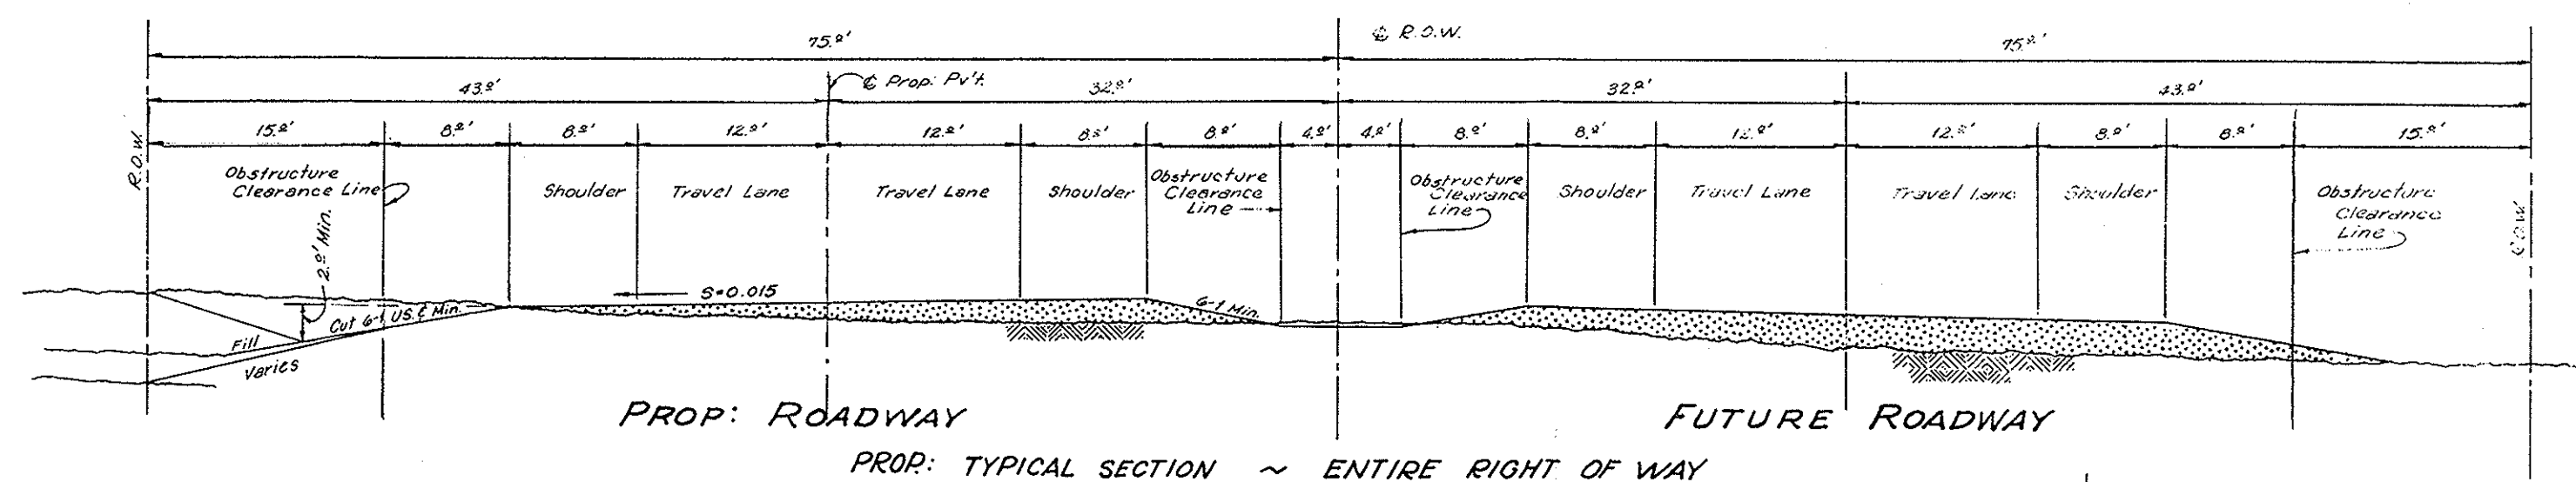 75.0' ℄ R.O.W. 75.0'
43.0' ℄ Prop: Pv't. 32.0' 32.0' 43.0'
15.0' 8.0' 8.0' 12.0' 12.0' 8.0' 8.0' 4.0' 4.0' 8.0' 8.0' 12.0' 12.0' 8.0' 8.0' 15.0'
R.O.W.
Obstructure
Clearance Line
Shoulder
Travel Lane
Travel Lane
Shoulder
Obstructure
Clearance
Line
Obstructure
Clearance
Line
Shoulder
Travel Lane
Travel Lane
Shoulder
Obstructure
Clearance
Line
R.O.W.
2.0' Min.
S=0.015
Cut 6-1 U.S. & Min.
6-1 Min.
Fill
Varies
PROP: ROADWAY
FUTURE ROADWAY
PROP: TYPICAL SECTION ~ ENTIRE RIGHT OF WAY